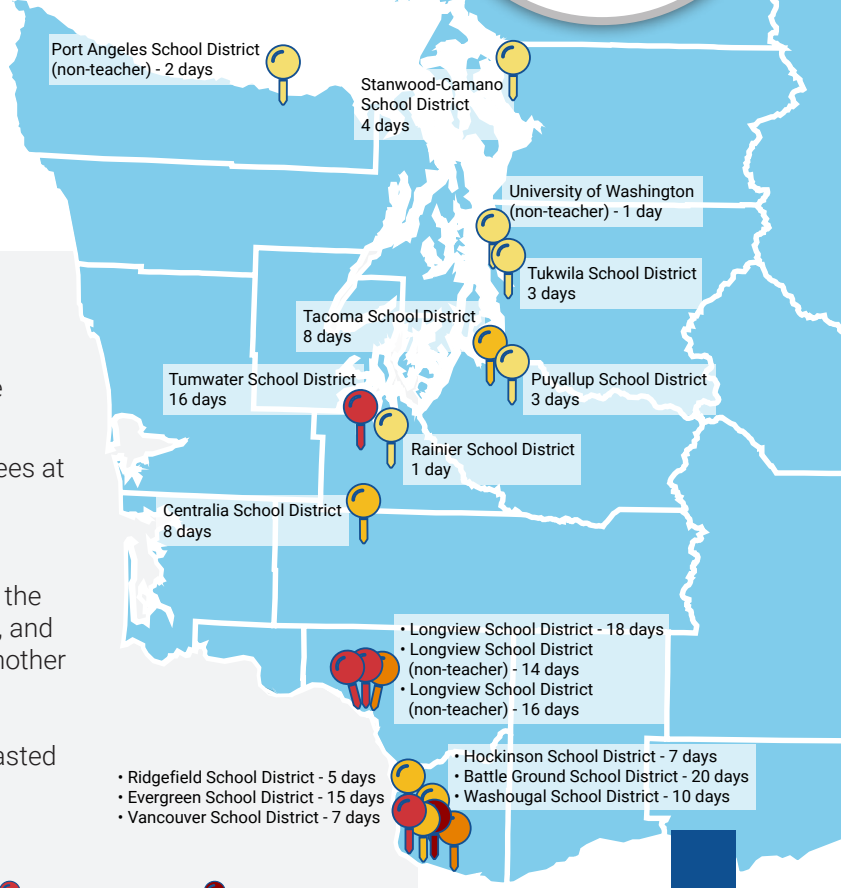 Port Angeles School District
(non-teacher) - 2 days
Stanwood-Camano
School District
4 days
University of Washington
(non-teacher) - 1 day
Tukwila School District
3 days
Tacoma School District
8 days
Tumwater School District
16 days
Puyallup School District
3 days
Rainier School District
1 day
ees at
Centralia School District
8 days
the
, and
nother
• Longview School District - 18 days
• Longview School District
(non-teacher) - 14 days
• Longview School District
(non-teacher) - 16 days
asted
• Ridgefield School District - 5 days
• Evergreen School District - 15 days
• Vancouver School District - 7 days
• Hockinson School District - 7 days
• Battle Ground School District - 20 days
• Washougal School District - 10 days